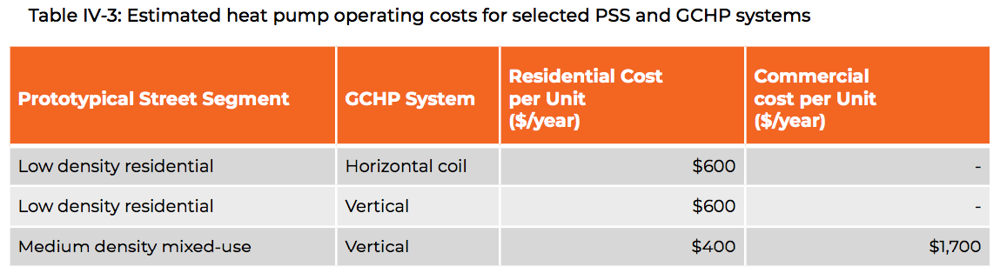 Table IV-3: Estimated heat pump operating costs for selected PSS and GCHP systems
Prototypical Street Segment GCHP System Residential Cost per Unit ($/year) Commercial cost per Unit ($/year)
Low density residential Horizontal coil $600 -
Low density residential Vertical $600 -
Medium density mixed-use Vertical $400 $1,700